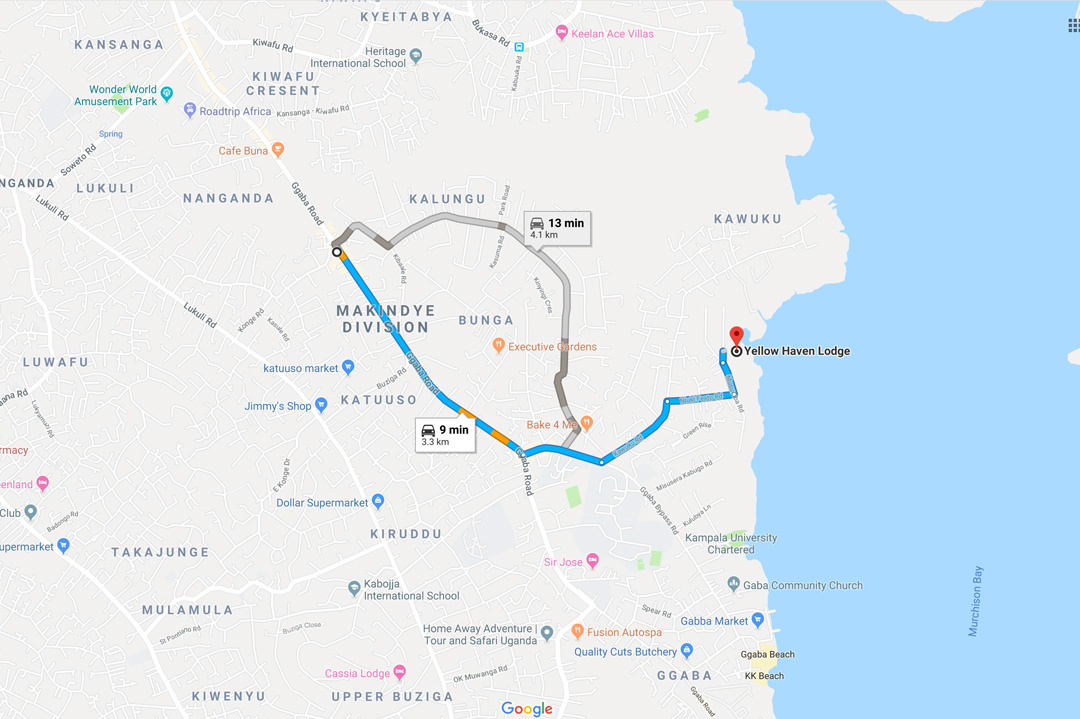 KYEITABYA
Bukasa Rd
Keelan Ace Villas
KANSANGA
Kiwafu Rd
Heritage
International School
Kabuuka Rd
KIWAFU
CRESENT
Wonder World
Amusement Park
Roadtrip Africa
Kansanga - Kiwafu Rd
Spring
Soweto Rd
Cafe Buna
NGANDA
LUKULI
Lukuli Rd
NANGANDA
Ggaba Road
KALUNGU
Park Road
13 min
4.1 km
KAWUKU
Kasuma Rd
Kibaale Rd
Kinyingi Cres
MAKINDYE
DIVISION
Lukuli Rd
Konge Rd
Kasule Rd
BUNGA
Executive Gardens
Yellow Haven Lodge
LUWAFU
katuuso market
Buziga Rd
Ggaba Road
KATUUSO
Jimmy's Shop
Lukyamuzi Rd
ana Rd
9 min
3.3 km
Bake 4 Me
Green Rise
rmacy
Ggaba Road
E Konge Dr
Misusera Kabugo Rd
eenland
Club
Badongo Rd
Dollar Supermarket
Ggaba Bypass Rd
Kulubya Ln
KIRUDDU
Kampala University
Chartered
upermarket
TAKAJUNGE
Sir Jose
Kabojja
International School
Gaba Community Church
Murchison Bay
MULAMULA
St Pontiano Rd
Buziga Close
Spear Rd
Gabba Market
Home Away Adventure |
Tour and Safari Uganda
Fusion Autospa
Quality Cuts Butchery
Ggaba Beach
KK Beach
Cassia Lodge
OK Muwanga Rd
GGABA
KIWENYU
UPPER BUZIGA
Ggaba Road
Google